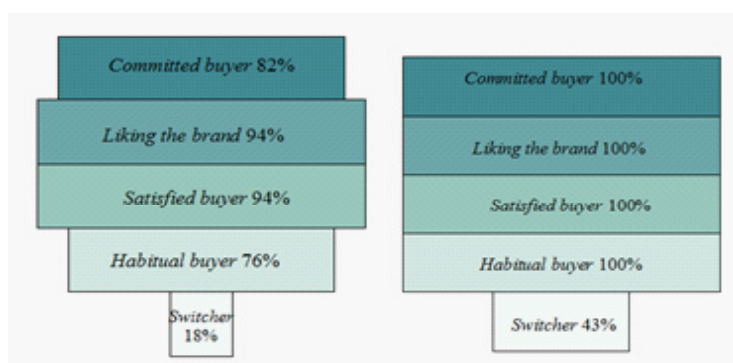 Committed buyer 82%
Liking the brand 94%
Satisfied buyer 94%
Habitual buyer 76%
Switcher
18%
Committed buyer 100%
Liking the brand 100%
Satisfied buyer 100%
Habitual buyer 100%
Switcher 43%